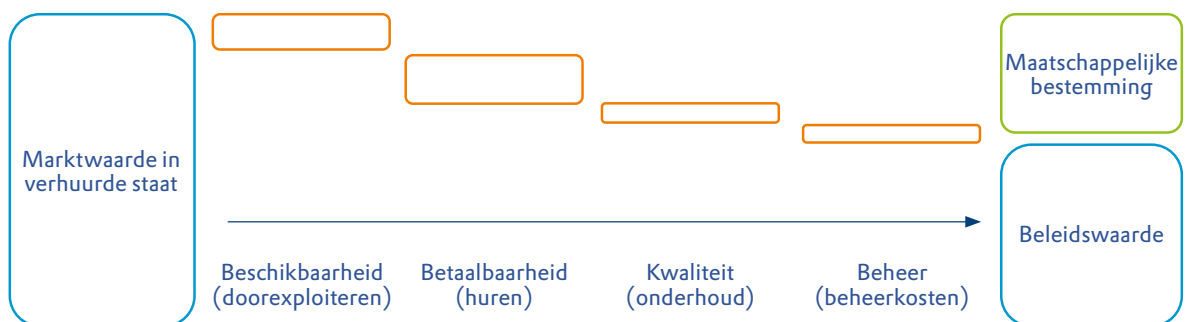 Marktwaarde in
verhuurde staat
Beschikbaarheid
(doorexploiteren)
Betaalbaarheid
(huren)
Kwaliteit
(onderhoud)
Beheer
(beheerkosten)
Maatschappelijke
bestemming
Beleidswaarde